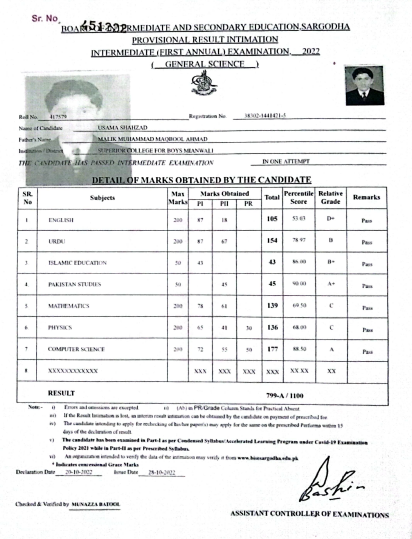 Sr. No 451222
BOARD OF INTERMEDIATE AND SECONDARY EDUCATION,SARGODHA
PROVISIONAL RESULT INTIMATION
INTERMEDIATE (FIRST ANNUAL) EXAMINATION, 2022
( GENERAL SCIENCE )
Roll No. 417579 Registration No.
Name of Candidate USAMA SHAHZAD
Father's Name MALIK MUHAMMAD MAQBOOL AHMAD
Institution / District SUPERIOR COLLEGE FOR BOYS MIANWALI
THE CANDIDATE HAS PASSED INTERMEDIATE EXAMINATION IN ONE ATTEMPT
DETAIL OF MARKS OBTAINED BY THE CANDIDATE
SR. No Subjects Max Marks Marks Obtained PI PII PR Total Percentile Score Relative Grade Remarks
1 ENGLISH 200 87 18 105 53.03 D+ Pass
2 URDU 200 87 67 154 78.97 B Pass
3 ISLAMIC EDUCATION 50 43 43 86.00 B+ Pass
4 PAKISTAN STUDIES 50 45 45 90.00 A+ Pass
5 MATHEMATICS 200 78 61 139 69.50 C Pass
6 PHYSICS 200 65 41 30 136 68.00 C Pass
7 COMPUTER SCIENCE 200 72 55 50 177 88.50 A Pass
8 XXXXXXXXXXXX XXX XXX XXX XXX XX.XX XX
RESULT 799-A / 1100
Note:- i) Errors and omissions are excepted ii) (Ab) in PR/Grade Column Stands for Practical Absent
iii) If the Result Intimation is lost, an interim result intimation can be obtained by the candidate on payment of prescribed fee
iv) The candidate intending to apply for rechecking of his/her paper(s) may apply for the same on the prescribed Performa within 15
days of the declaration of result.
v) The candidate has been examined in Part-I as per Condensed Syllabus/Accelerated Learning Program under Covid-19 Examination
Policy 2021 while in Part-II as per Prescribed Syllabus.
vi) An organization intended to verify the data of the intimation may verify it from www.bisesargodha.edu.pk
* Indicates concessional Grace Marks
Declaration Date 20-10-2022 Issue Date 28-10-2022
Checked & Verified by MUNAZZA BATOOL
Bashir
ASSISTANT CONTROLLER OF EXAMINATIONS